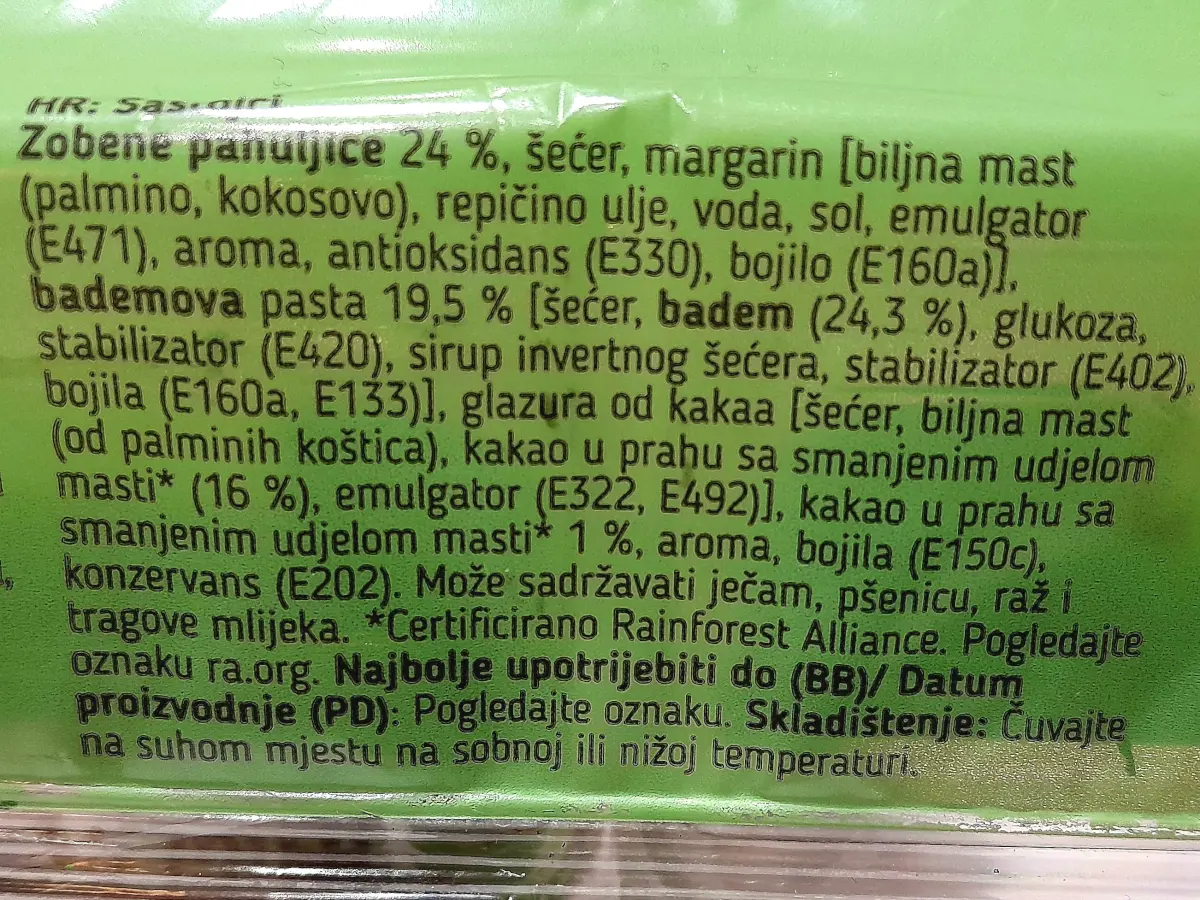 HR: Sastojci
Zobene pahuljice 24 %, šećer, margarin [biljna mast
(palmino, kokosovo), repičino ulje, voda, sol, emulgator
(E471), aroma, antioksidans (E330), bojilo (E160a)],
bademova pasta 19,5 % [šećer, badem (24,3 %), glukoza,
stabilizator (E420), sirup invertnog šećera, stabilizator (E402),
bojila (E160a, E133)], glazura od kakaa [šećer, biljna mast
(od palminih koštica), kakao u prahu sa smanjenim udjelom
masti* (16 %), emulgator (E322, E492)], kakao u prahu sa
smanjenim udjelom masti* 1 %, aroma, bojila (E150c),
konzervans (E202). Može sadržavati ječam, pšenicu, raž i
tragove mlijeka. *Certificirano Rainforest Alliance. Pogledajte
oznaku ra.org. Najbolje upotrijebiti do (BB)/ Datum
proizvodnje (PD): Pogledajte oznaku. Skladištenje: Čuvajte
na suhom mjestu na sobnoj ili nižoj temperaturi.